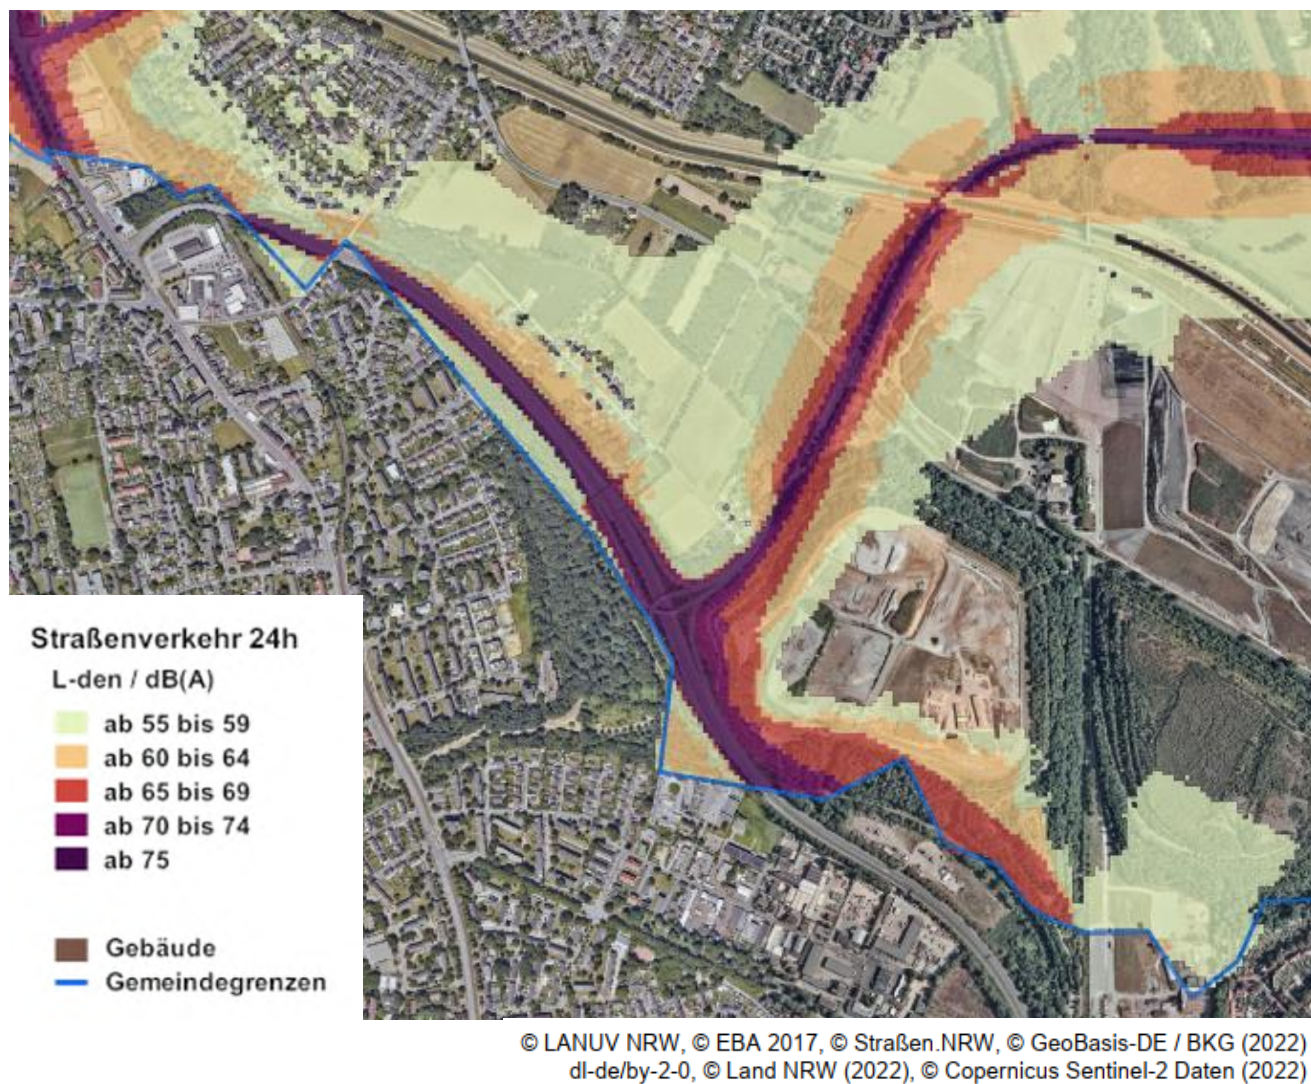 Straßenverkehr 24h
L-den / dB(A)
ab 55 bis 59
ab 60 bis 64
ab 65 bis 69
ab 70 bis 74
ab 75
Gebäude
Gemeindegrenzen
© LANUV NRW, © EBA 2017, © Straßen.NRW, © GeoBasis-DE / BKG (2022)
dl-de/by-2-0, © Land NRW (2022), © Copernicus Sentinel-2 Daten (2022)